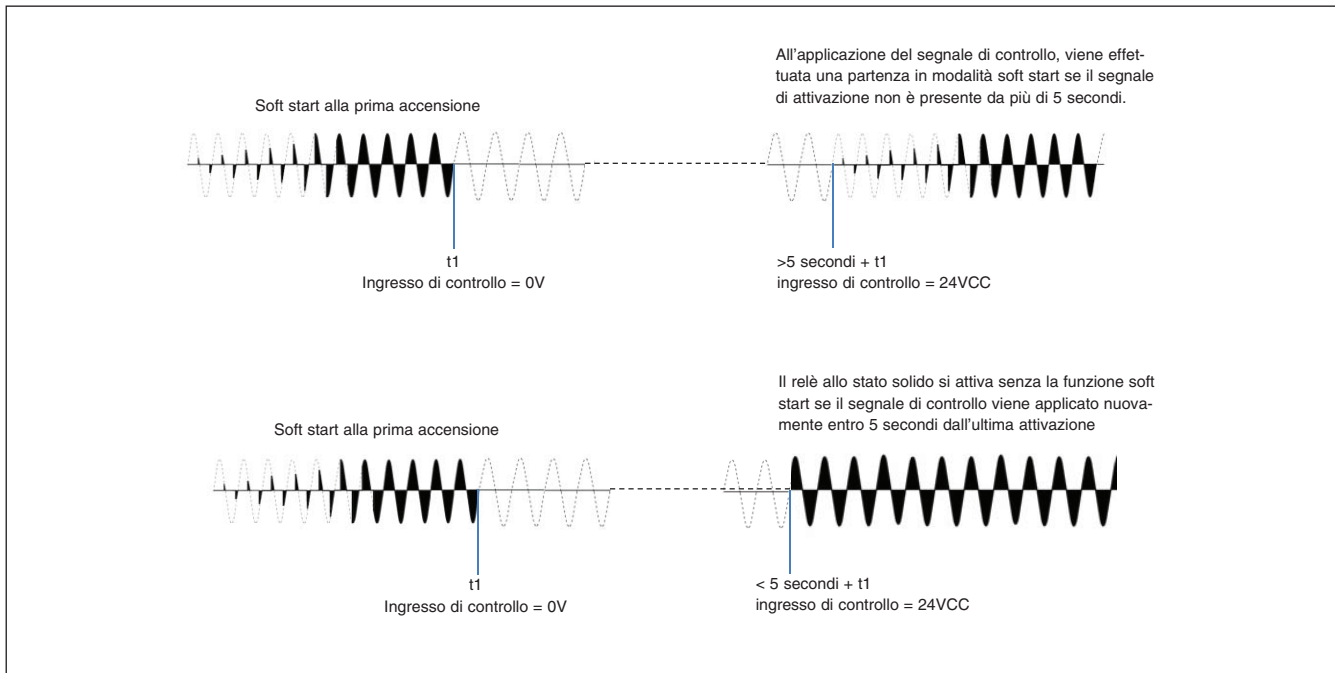 All'applicazione del segnale di controllo, viene effet-
tuata una partenza in modalità soft start se il segnale
di attivazione non è presente da più di 5 secondi.
Soft start alla prima accensione
t1
Ingresso di controllo = 0V
>5 secondi + t1
ingresso di controllo = 24VCC
Il relè allo stato solido si attiva senza la funzione soft
start se il segnale di controllo viene applicato nuova-
mente entro 5 secondi dall'ultima attivazione
Soft start alla prima accensione
t1
Ingresso di controllo = 0V
< 5 secondi + t1
ingresso di controllo = 24VCC